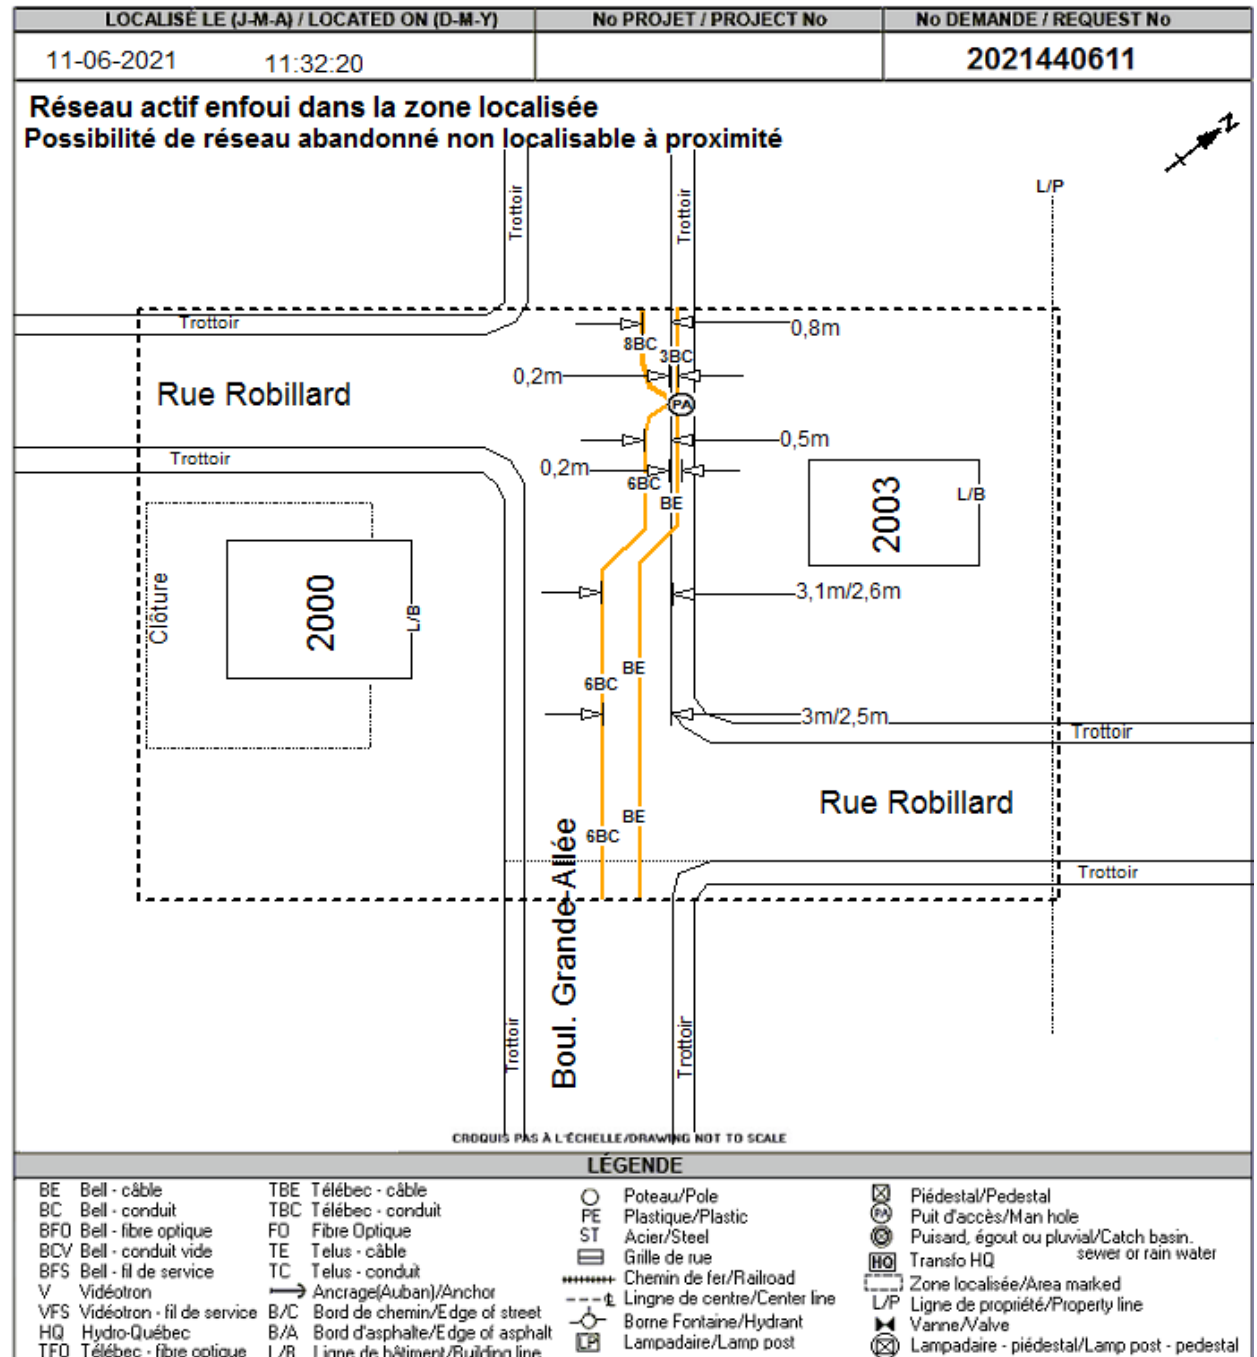 LOCALISÉ LE (J-M-A) / LOCATED ON (D-M-Y)
No PROJET / PROJECT No
No DEMANDE / REQUEST No
11-06-2021 11:32:20
2021440611
Réseau actif enfoui dans la zone localisée
Possibilité de réseau abandonné non localisable à proximité
Z
L/P
Trottoir
Trottoir
Trottoir
0,8m
8BC
3BC
0,2m
Rue Robillard
PA
0,5m
Trottoir
0,2m
6BC
BE
2003
L/B
Clôture
2000
L/B
3,1m/2,6m
BE
6BC
3m/2,5m
Trottoir
Rue Robillard
BE
6BC
Trottoir
Boul. Grande-Allée
Trottoir
Trottoir
CROQUIS PAS À L'ÉCHELLE/DRAWING NOT TO SCALE
LÉGENDE
BE Bell - câble
BC Bell - conduit
BFO Bell - fibre optique
BCV Bell - conduit vide
BFS Bell - fil de service
V Vidéotron
VFS Vidéotron - fil de service
HQ Hydro-Québec
TFO Télébec - fibre optique
TBE Télébec - câble
TBC Télébec - conduit
FO Fibre Optique
TE Telus - câble
TC Telus - conduit
Ancrage(Auban)/Anchor
B/C Bord de chemin/Edge of street
B/A Bord d'asphalte/Edge of asphalt
L/B Ligne de bâtiment/Building line
Poteau/Pole
PE Plastique/Plastic
ST Acier/Steel
Grille de rue
Chemin de fer/Railroad
Lingne de centre/Center line
Borne Fontaine/Hydrant
LP Lampadaire/Lamp post
Piédestal/Pedestal
PA Puit d'accès/Man hole
Puisard, égout ou pluvial/Catch basin.
sewer or rain water
HQ Transfo HQ
Zone localisée/Area marked
L/P Ligne de propriété/Property line
Vanne/Valve
Lampadaire - piédestal/Lamp post - pedestal